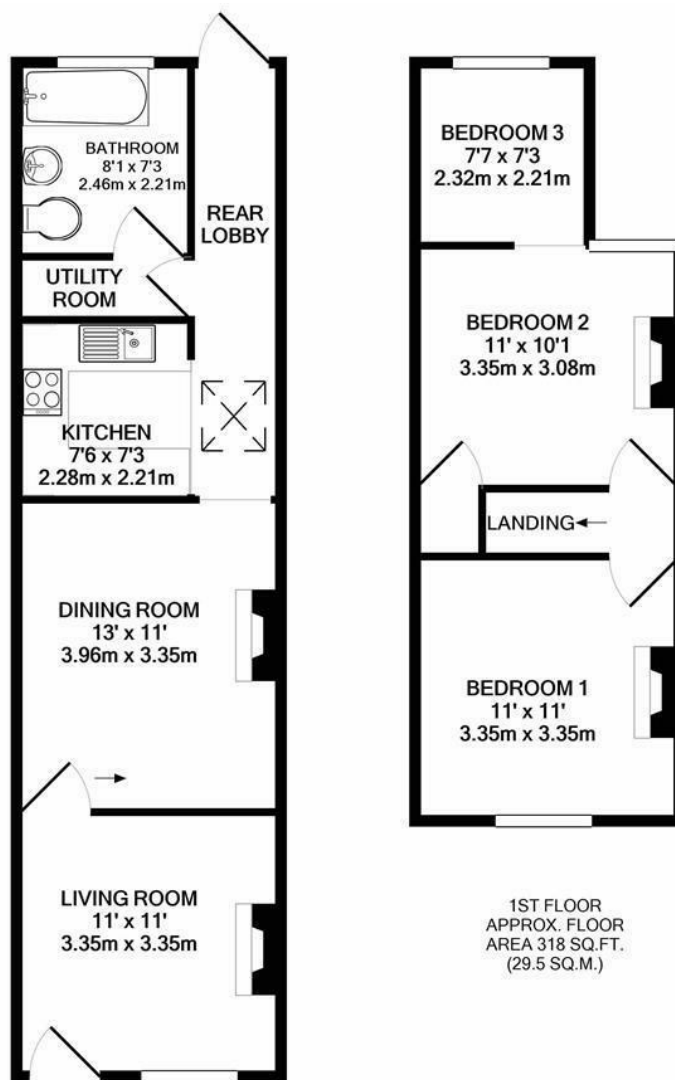 BATHROOM
8'1 x 7'3
2.46m x 2.21m
REAR
LOBBY
UTILITY
ROOM
KITCHEN
7'6 x 7'3
2.28m x 2.21m
DINING ROOM
13' x 11'
3.96m x 3.35m
LIVING ROOM
11' x 11'
3.35m x 3.35m
BEDROOM 3
7'7 x 7'3
2.32m x 2.21m
BEDROOM 2
11' x 10'1
3.35m x 3.08m
LANDING
BEDROOM 1
11' x 11'
3.35m x 3.35m
1ST FLOOR
APPROX. FLOOR
AREA 318 SQ.FT.
(29.5 SQ.M.)